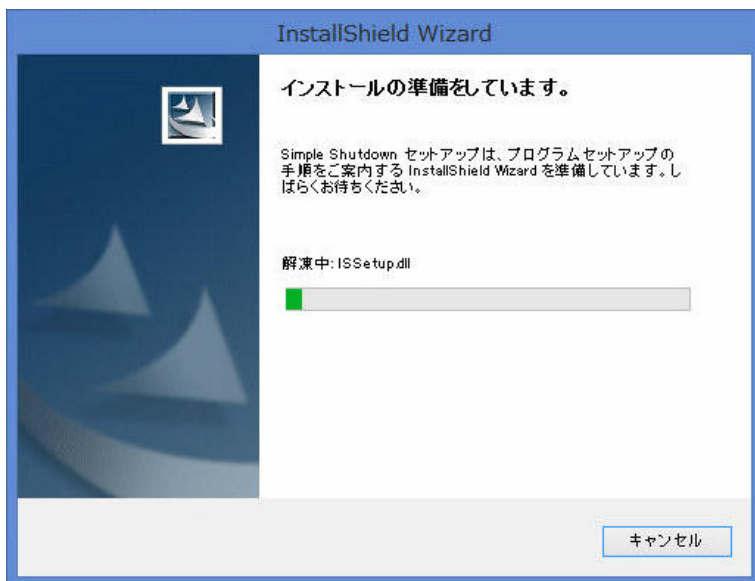 InstallShield Wizard
インストールの準備をしています。
Simple Shutdown セットアップは、プログラムセットアップの
手順をご案内する InstallShield Wizard を準備しています。し
ばらくお待ちください。
解凍中: ISSetup.dll
キャンセル